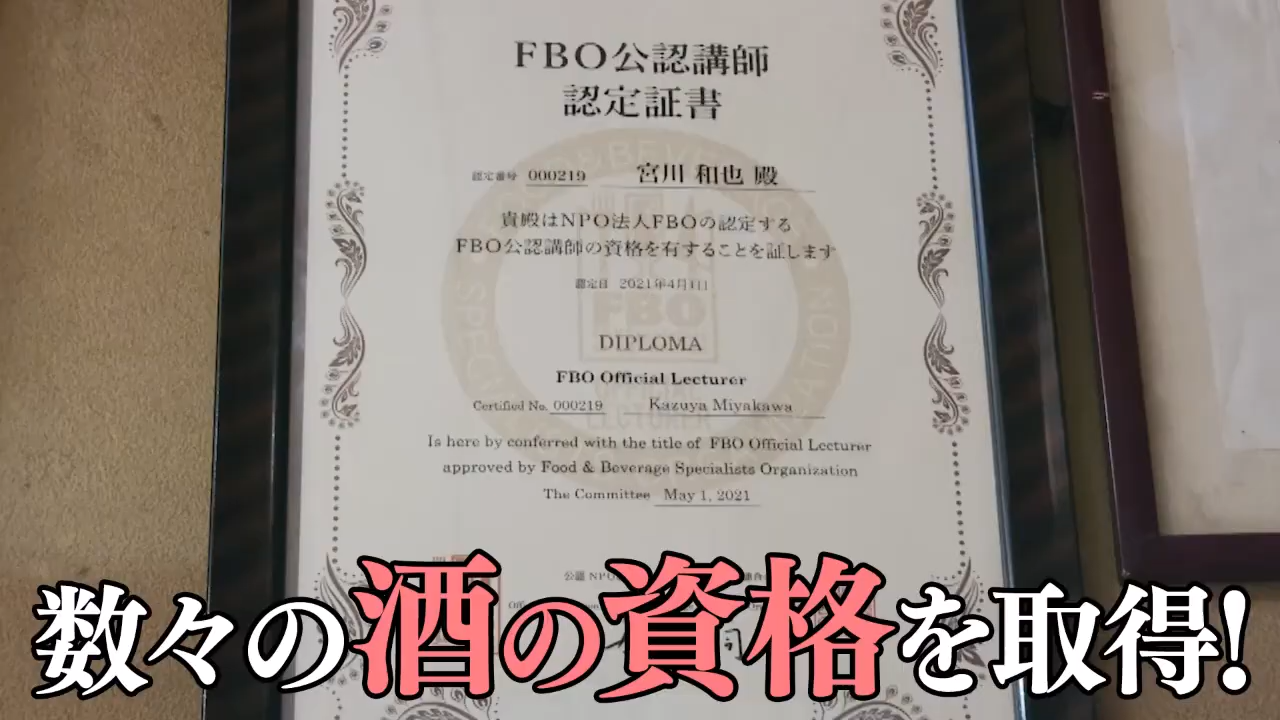 FBO公認講師
認定証書
認定番号 000219 宮川 和也 殿
貴殿はNPO法人FBOの認定する
FBO公認講師の資格を有することを証します
認定日 2021年4月1日
FBO
DIPLOMA
FBO Official Lecturer
Certified No. 000219 Kazuya Miyakawa
LECTURER
Is here by conferred with the title of FBO Official Lecturer
approved by Food & Beverage Specialists Organization
The Committee May 1, 2021
公認 NPO
数々の酒の資格を取得!